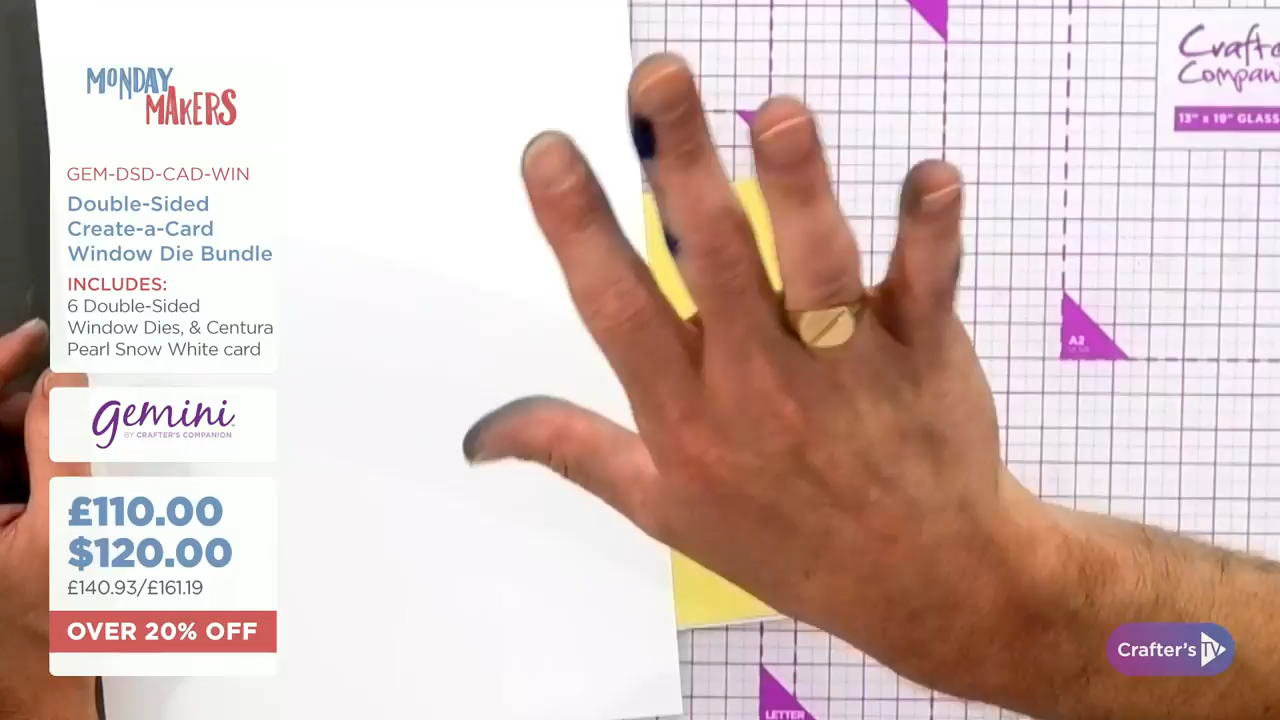 MONDAY
MAKERS
GEM-DSD-CAD-WIN
Double-Sided
Create-a-Card
Window Die Bundle
INCLUDES:
6 Double-Sided
Window Dies, & Centura
Pearl Snow White card
gemini
BY CRAFTER'S COMPANION
£110.00
$120.00
£140.93/£161.19
OVER 20% OFF
Crafte
Compan
13" x 19" GLASS
A2
Crafter's TV
LETTER